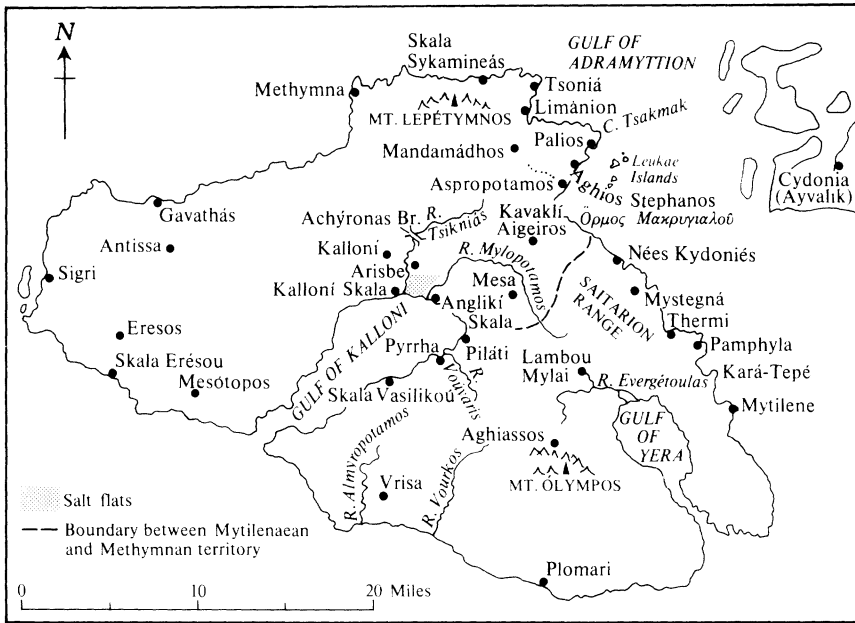 N
Skala
Sykamineás
GULF OF
ADRAMYTTION
Methymna
Tsoniá
Limánion
MT. LEPÉTYMNOS
C. Tsakmak
Palios
Mandamádhos
Leukae
Islands
Aspropotamos
Aghios Stephanos
Cydonia
(Ayvalık)
Gavathás
Achýronas Br.
R. Tsikniás
Kavaklí
Aigeiros
Όρμος Μακρυγιαλοῦ
Antissa
Kalloní
Arisbe
R. Mylopotamos
Nées Kydoniés
Sigri
Kalloní Skala
Mesa
Anglikí
Skala
SAITARION
RANGE
Mystegná
Thermi
Eresos
GULF OF KALLONI
Pyrrha
Piláti
Pamphyla
Skala Erésou
Lambou
Mylai
Kará-Tepé
Mesótopos
Skala Vasilikoú
R. Vouvaris
R. Evergétoulas
Mytilene
GULF
OF
YERA
Aghiassos
R. Almyropotamos
MT. ÓLYMPOS
Vrisa
R. Vourkos
Salt flats
Boundary between Mytilenaean
and Methymnan territory
Plomari
0 10 20 Miles